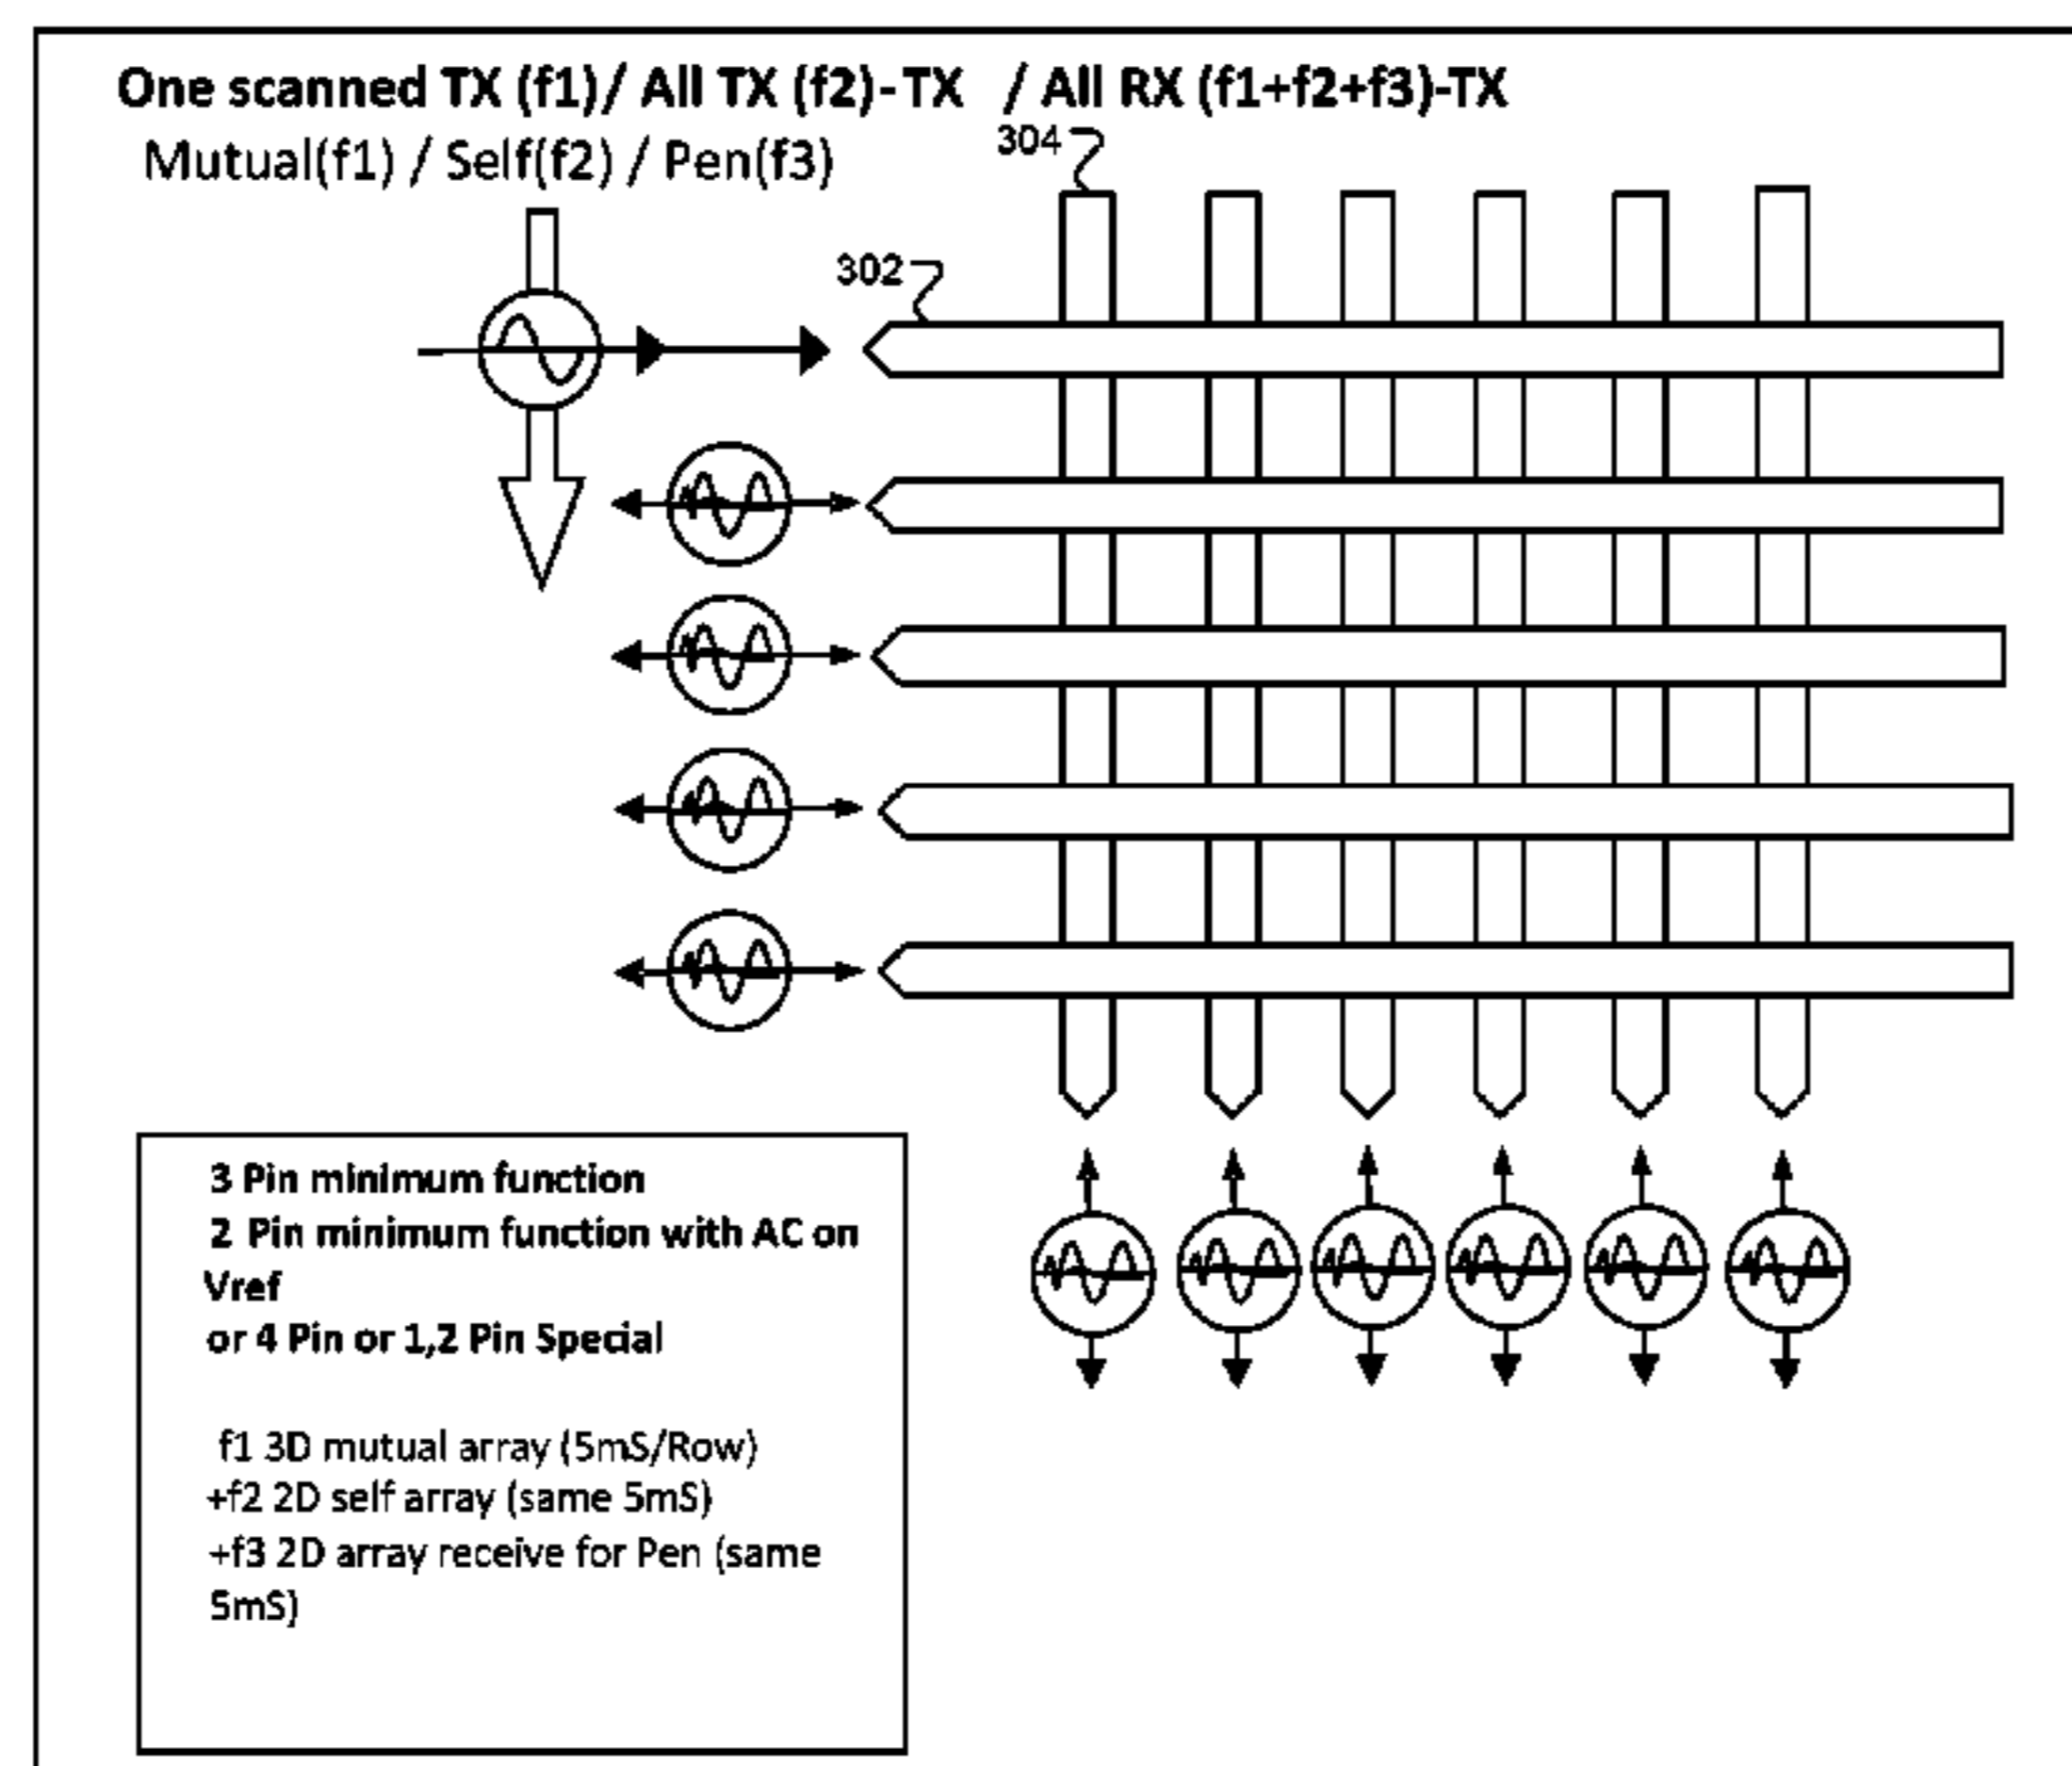 One scanned TX (f1)/ All TX (f2)-TX / All RX (f1+f2+f3)-TX
Mutual(f1) / Self(f2) / Pen(f3)
304
302
3 Pin minimum function
2 Pin minimum function with AC on
Vref
or 4 Pin or 1,2 Pin Special
f1 3D mutual array (5mS/Row)
+f2 2D self array (same 5mS)
+f3 2D array receive for Pen (same
5mS)